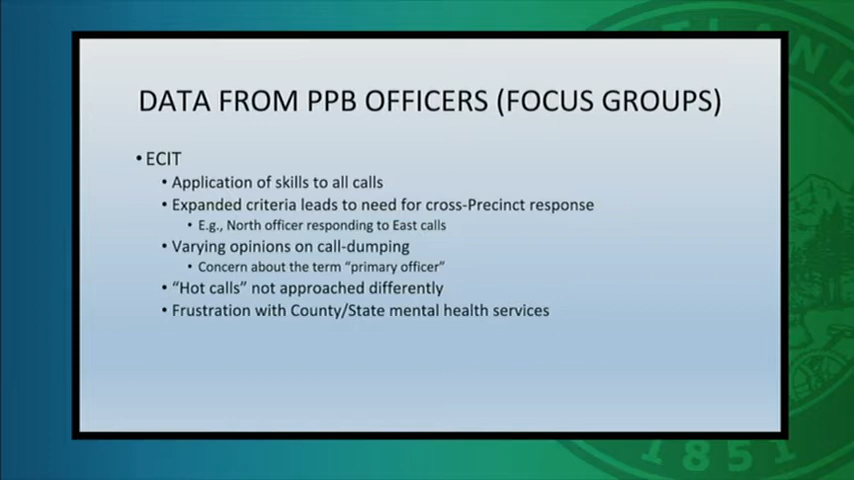 DATA FROM PPB OFFICERS (FOCUS GROUPS)
• ECIT
• Application of skills to all calls
• Expanded criteria leads to need for cross-Precinct response
• E.g., North officer responding to East calls
• Varying opinions on call-dumping
• Concern about the term “primary officer”
• “Hot calls” not approached differently
• Frustration with County/State mental health services
1851